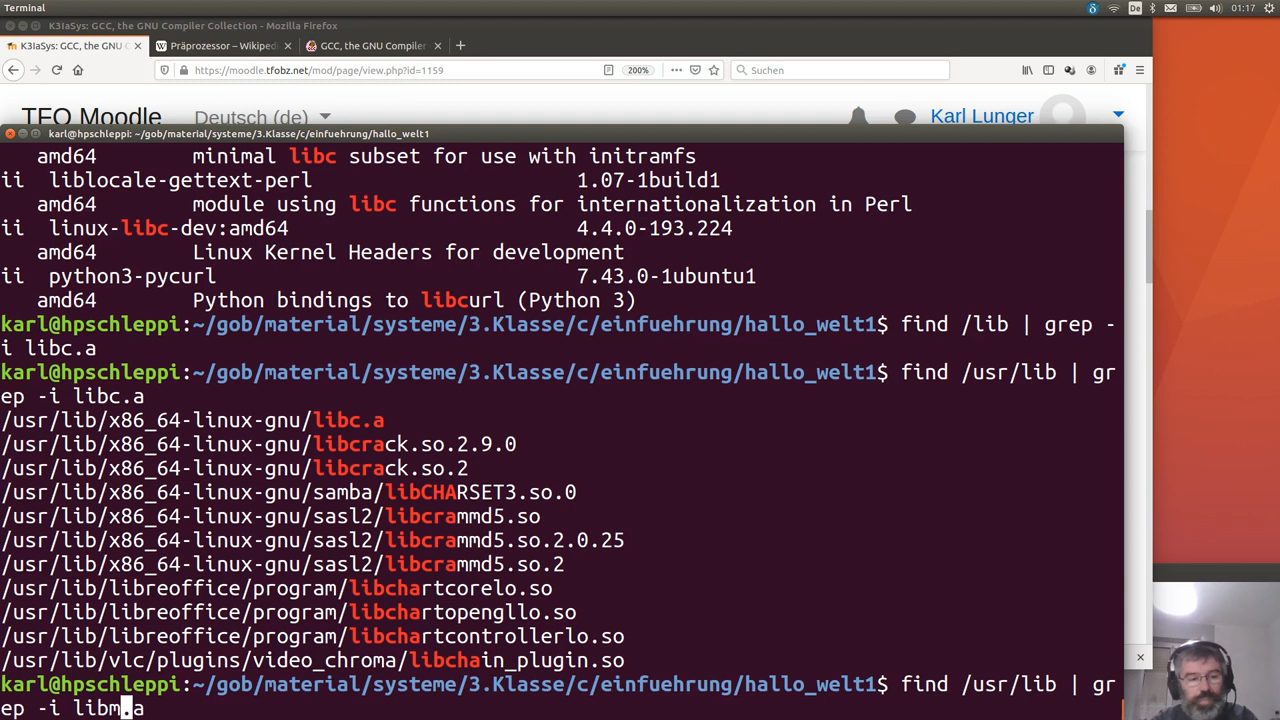 Terminal
De
01:17
K3IaSys: GCC, the GNU Compiler Collection - Mozilla Firefox
K3IaSys: GCC, the GNU C
Präprozessor – Wikiped
GCC, the GNU Compiler
https://moodle.tfobz.net/mod/page/view.php?id=1159
200%
Suchen
TFO Moodle
Deutsch (de)
Karl Lunger
karl@hpschleppi: ~/gob/material/systeme/3.Klasse/c/einfuehrung/hallo_welt1
amd64 minimal libc subset for use with initramfs
ii liblocale-gettext-perl 1.07-1build1
amd64 module using libc functions for internationalization in Perl
ii linux-libc-dev:amd64 4.4.0-193.224
amd64 Linux Kernel Headers for development
ii python3-pycurl 7.43.0-1ubuntu1
amd64 Python bindings to libcurl (Python 3)
karl@hpschleppi:~/gob/material/systeme/3.Klasse/c/einfuehrung/hallo_welt1$ find /lib | grep -
i libc.a
karl@hpschleppi:~/gob/material/systeme/3.Klasse/c/einfuehrung/hallo_welt1$ find /usr/lib | gr
ep -i libc.a
/usr/lib/x86_64-linux-gnu/libc.a
/usr/lib/x86_64-linux-gnu/libcrack.so.2.9.0
/usr/lib/x86_64-linux-gnu/libcrack.so.2
/usr/lib/x86_64-linux-gnu/samba/libCHARSET3.so.0
/usr/lib/x86_64-linux-gnu/sasl2/libcrammd5.so
/usr/lib/x86_64-linux-gnu/sasl2/libcrammd5.so.2.0.25
/usr/lib/x86_64-linux-gnu/sasl2/libcrammd5.so.2
/usr/lib/libreoffice/program/libchartcorelo.so
/usr/lib/libreoffice/program/libchartopengllo.so
/usr/lib/libreoffice/program/libchartcontrollerlo.so
/usr/lib/vlc/plugins/video_chroma/libchain_plugin.so
karl@hpschleppi:~/gob/material/systeme/3.Klasse/c/einfuehrung/hallo_welt1$ find /usr/lib | gr
ep -i libm.a